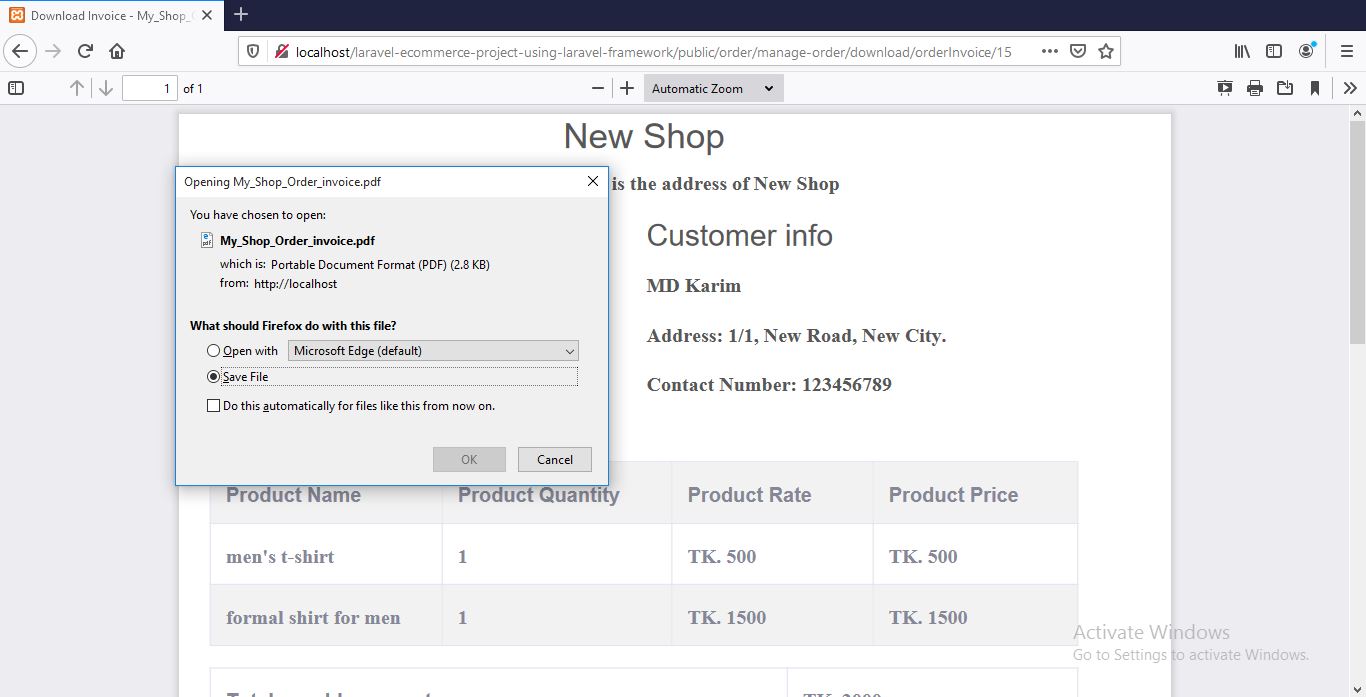 Download Invoice - My_Shop_
localhost/laravel-ecommerce-project-using-laravel-framework/public/order/manage-order/download/orderInvoice/15
1 of 1
Automatic Zoom
New Shop
is the address of New Shop
Opening My_Shop_Order_invoice.pdf
You have chosen to open:
My_Shop_Order_invoice.pdf
which is: Portable Document Format (PDF) (2.8 KB)
from: http://localhost
What should Firefox do with this file?
Open with Microsoft Edge (default)
Save File
Do this automatically for files like this from now on.
OK Cancel
Customer info
MD Karim
Address: 1/1, New Road, New City.
Contact Number: 123456789
Product Name Product Quantity Product Rate Product Price
men's t-shirt 1 TK. 500 TK. 500
formal shirt for men 1 TK. 1500 TK. 1500
Activate Windows
Go to Settings to activate Windows.